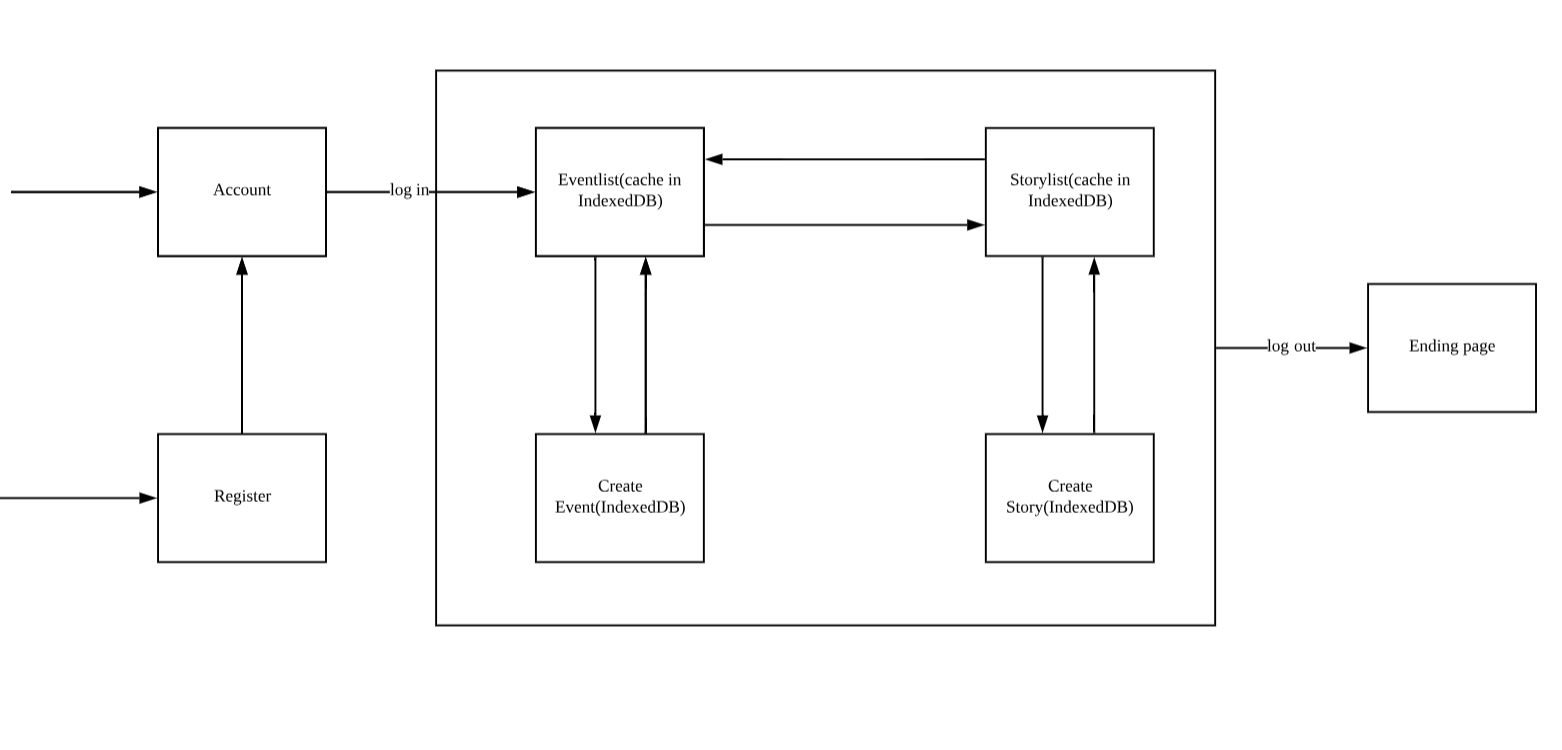 Account
log in
Eventlist(cache in
IndexedDB)
Storylist(cache in
IndexedDB)
log out
Ending page
Register
Create
Event(IndexedDB)
Create
Story(IndexedDB)